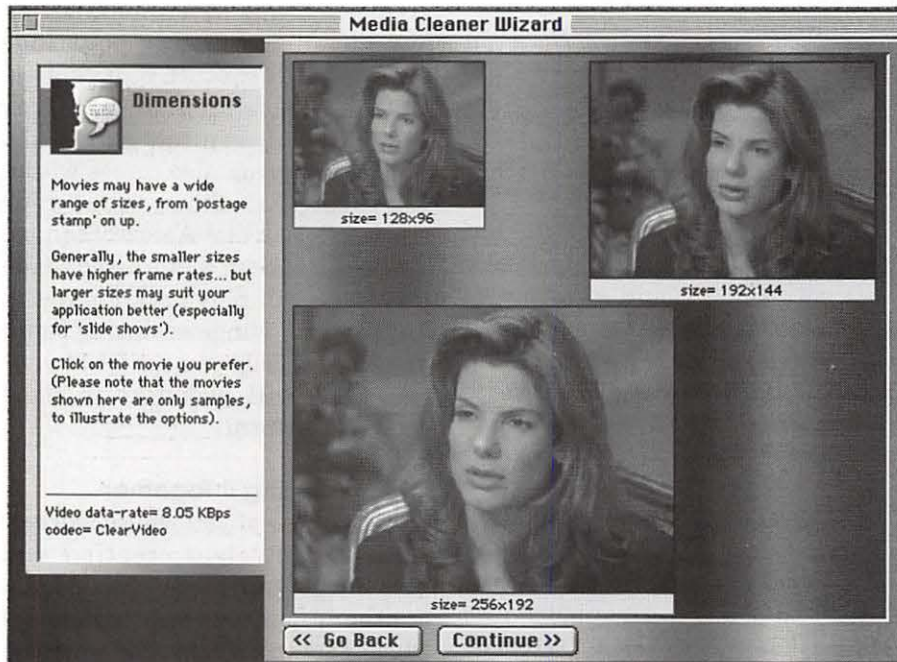 Media Cleaner Wizard
Dimensions
Movies may have a wide
range of sizes, from 'postage
stamp' on up.
Generally, the smaller sizes
have higher frame rates... but
larger sizes may suit your
application better (especially
for 'slide shows').
Click on the movie you prefer.
(Please note that the movies
shown here are only samples,
to illustrate the options).
Video data-rate= 8.05 KBps
codec= ClearVideo
size= 128x96
size= 192x144
size= 256x192
<< Go Back
Continue >>